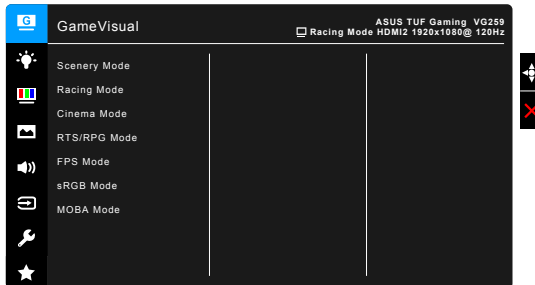 G
GameVisual
ASUS TUF Gaming VG259
Racing Mode HDMI2 1920x1080@ 120Hz
Scenery Mode
Racing Mode
Cinema Mode
RTS/RPG Mode
FPS Mode
sRGB Mode
MOBA Mode